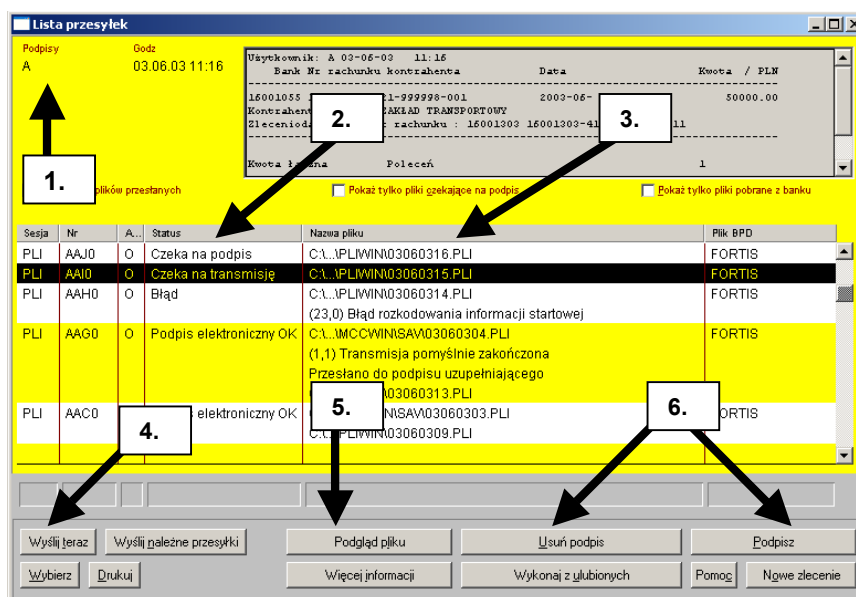 Lista przesyłek
Podpisy Godz
A 03.06.03 11:16
Użytkownik: A 03-06-03 11:16
Bank Nr rachunku kontrahenta Data Kwota / PLN
16001055 21-999998-001 2003-06- 50000.00
Kontrahen ZAKŁAD TRANSPORTOWY
Zleceniod rachunku : 16001303 16001303-41 11
Kwota Poleceń 1
1.
2.
3.
plików przesłanych Pokaż tylko pliki czekające na podpis Pokaż tylko pliki pobrane z banku
Sesja Nr A... Status Nazwa pliku Plik BPD
PLI AAJ0 O Czeka na podpis C:\...\PLIWIN\03060316.PLI FORTIS
PLI AAI0 O Czeka na transmisję C:\...\PLIWIN\03060315.PLI FORTIS
PLI AAH0 O Błąd C:\...\PLIWIN\03060314.PLI FORTIS
(23,0) Błąd rozkodowania informacji startowej
PLI AAG0 O Podpis elektroniczny OK C:\...\MCCWIN\SAV\03060304.PLI FORTIS
(1,1) Transmisja pomyślnie zakończona
Przesłano do podpisu uzupełniającego
\03060313.PLI
PLI AAC0 elektroniczny OK \SAV\03060303.PLI FORTIS
C:\...\PLIWIN\03060309.PLI
4.
5.
6.
Wyślij teraz Wyślij należne przesyłki Podgląd pliku Usuń podpis Podpisz
Wybierz Drukuj Więcej informacji Wykonaj z ulubionych Pomoc Nowe zlecenie